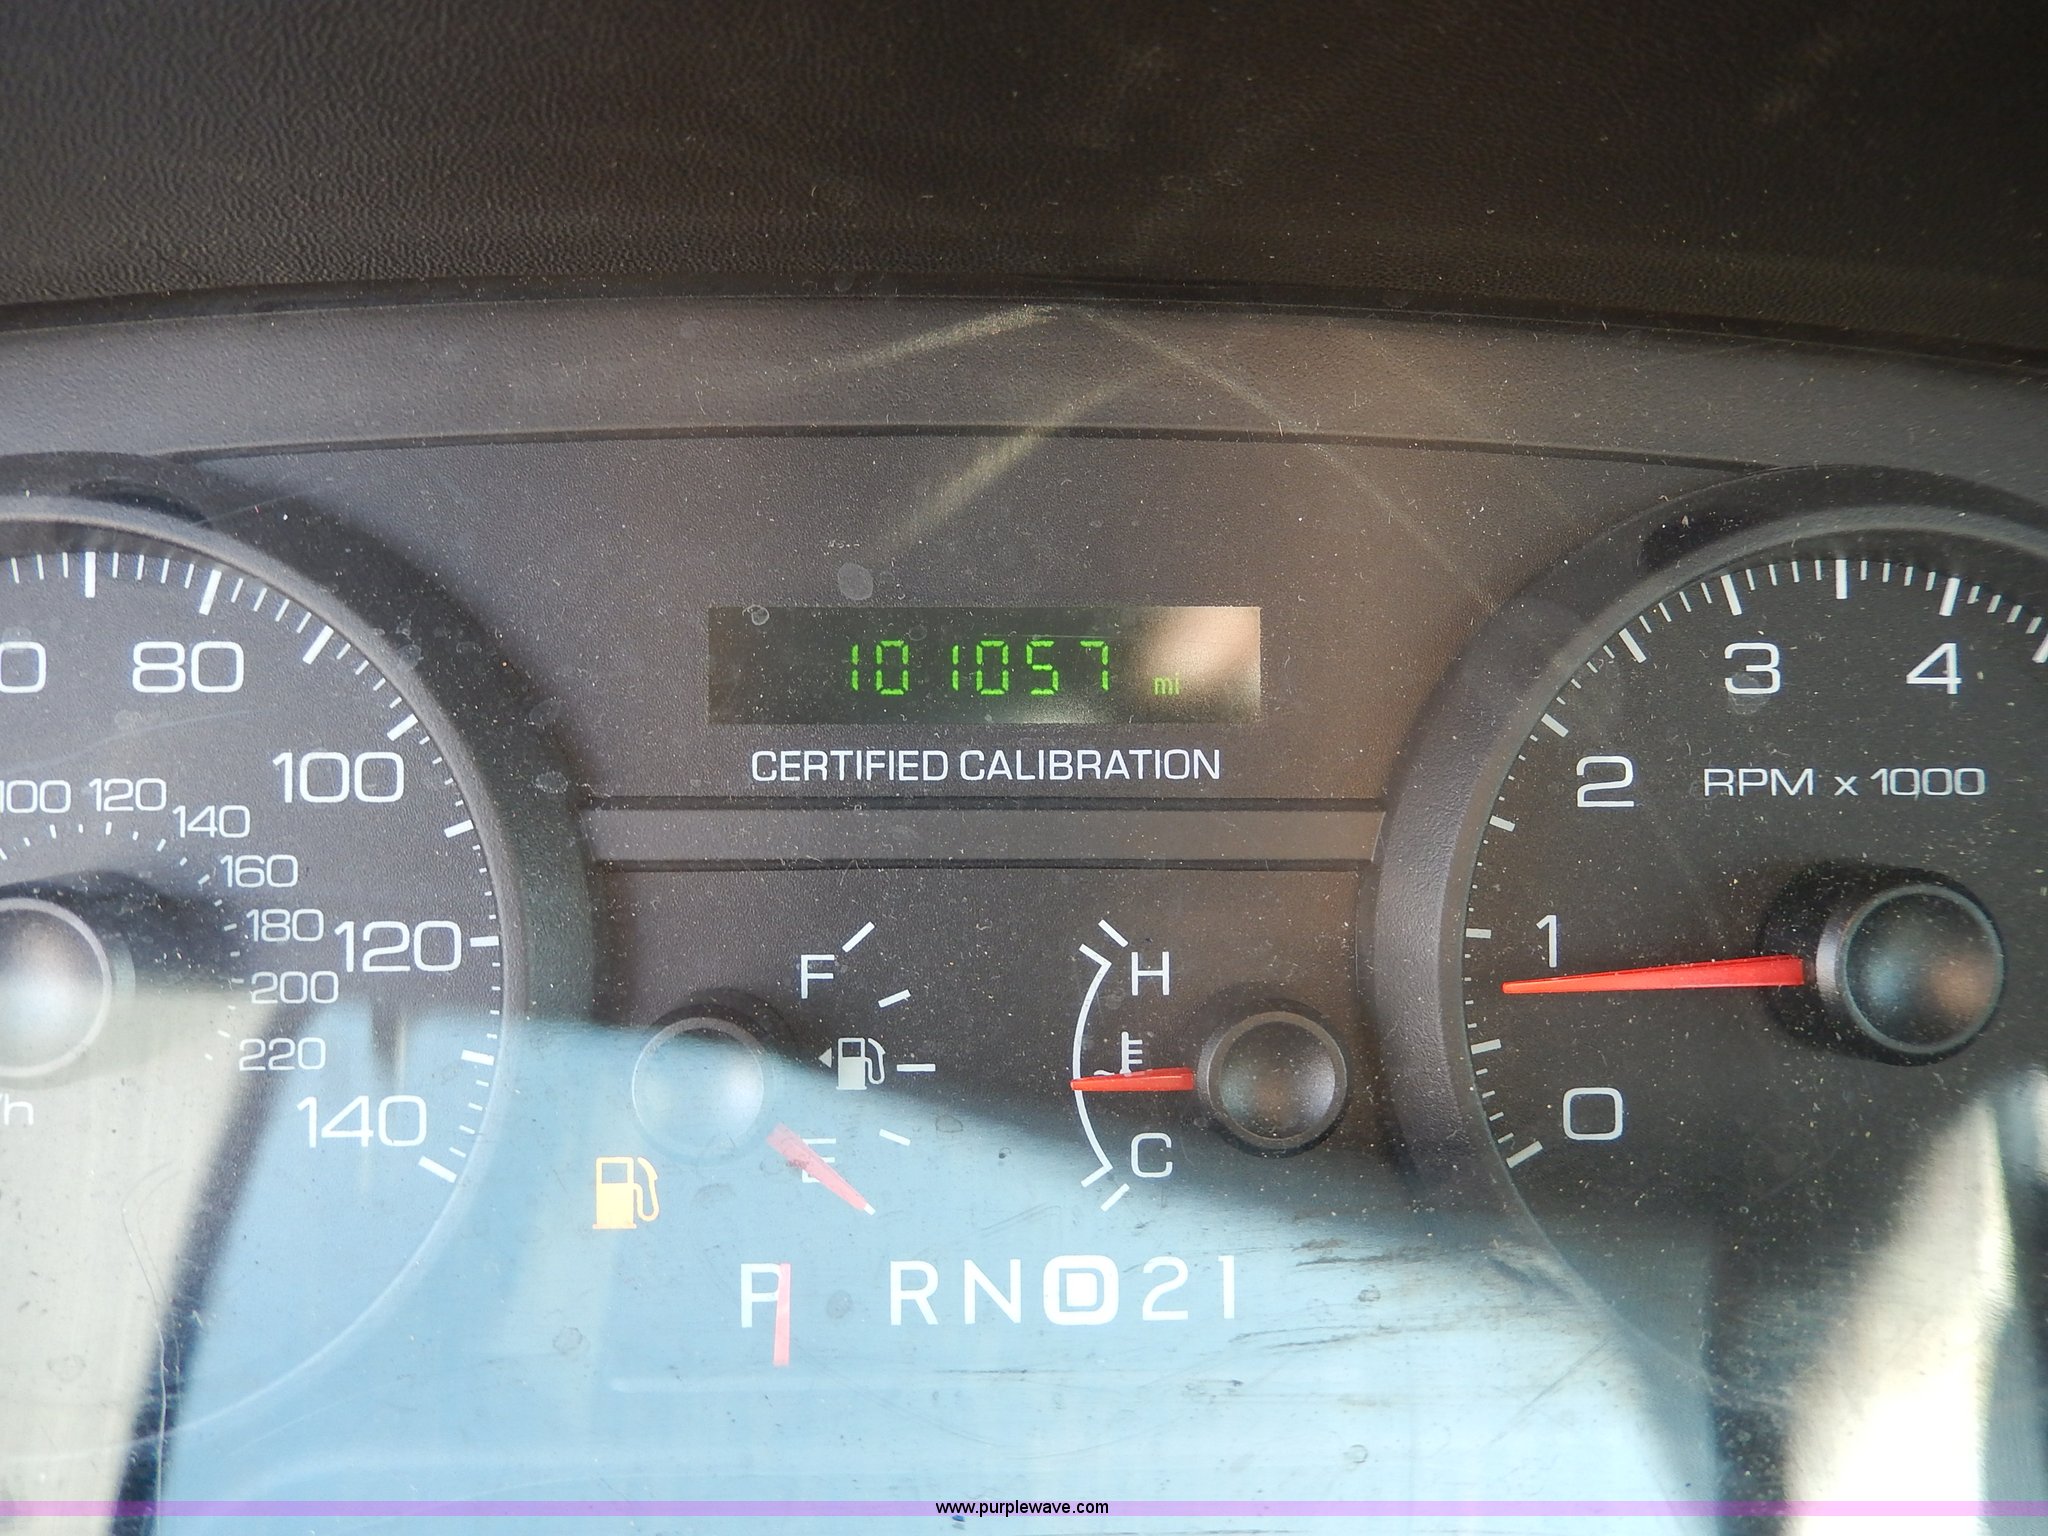 101057 mi
CERTIFIED CALIBRATION
80
100
120
140
100
120
140
160
180
200
220
/h
F
E
H
C
P RND21
0
1
2
3
4
RPM x 1000
www.purplewave.com